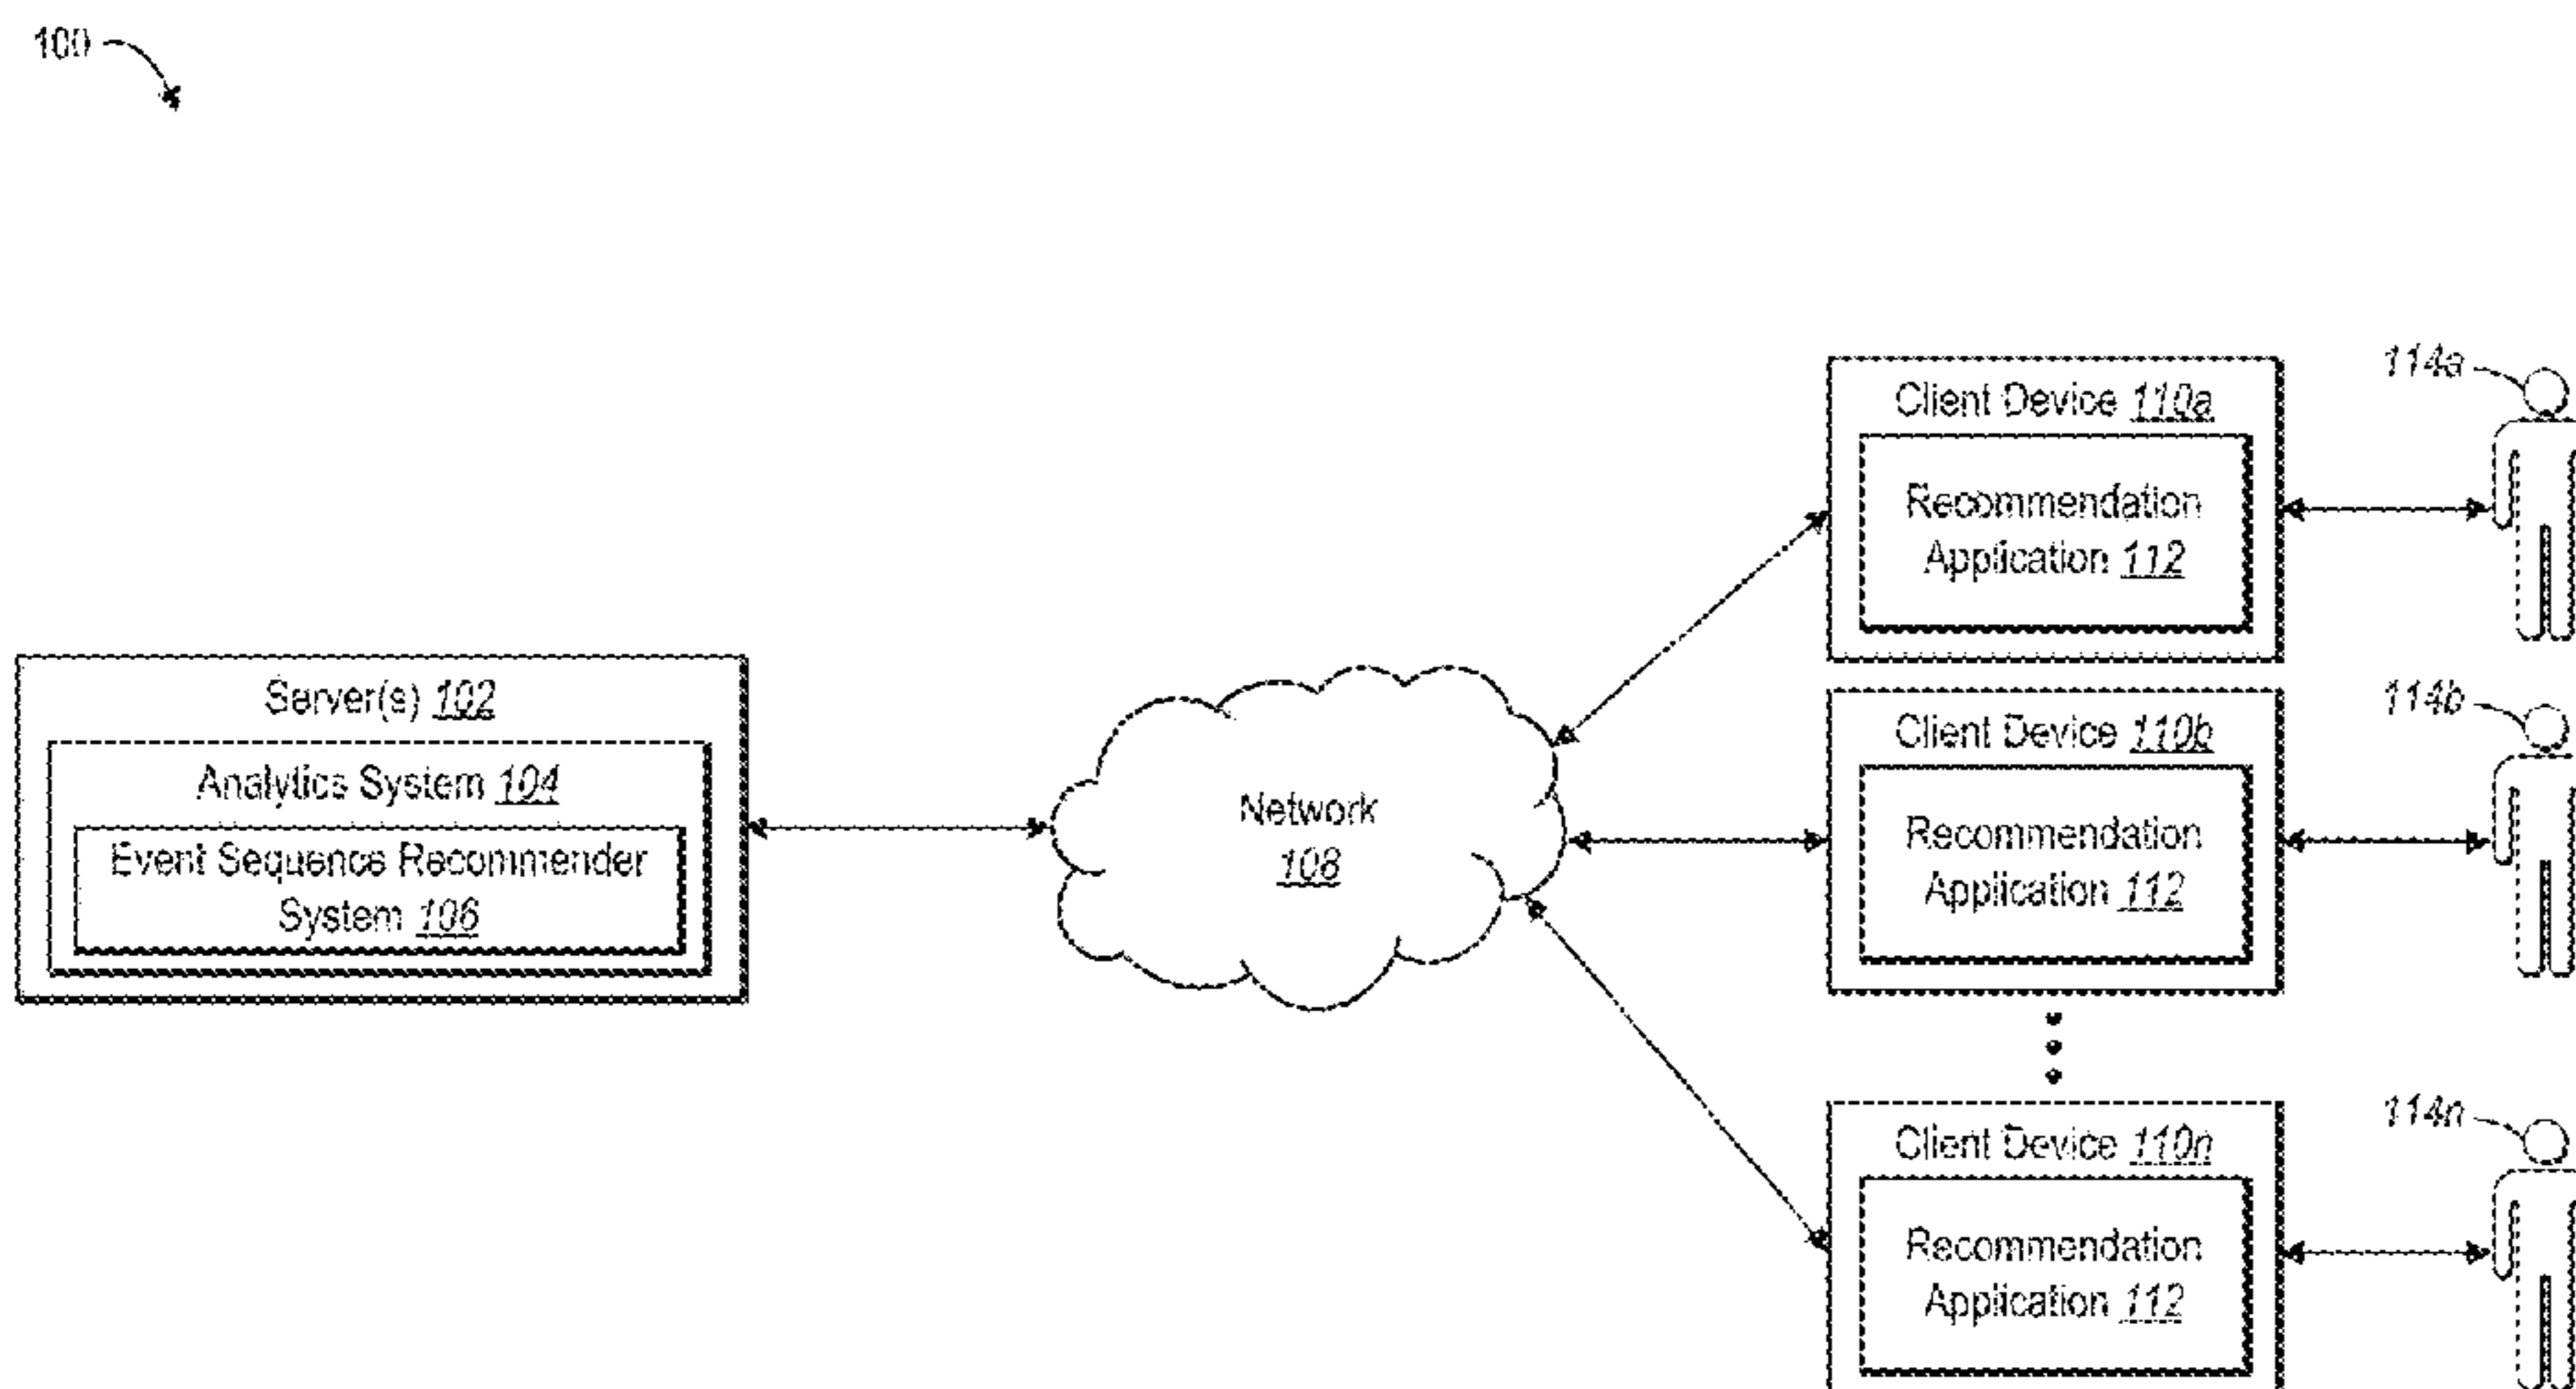 100
Server(s) 102
Analytics System 104
Event Sequence Recommender
System 106
Network
108
Client Device 110a
Recommendation
Application 112
114a
Client Device 110b
Recommendation
Application 112
114b
Client Device 110n
Recommendation
Application 112
114n